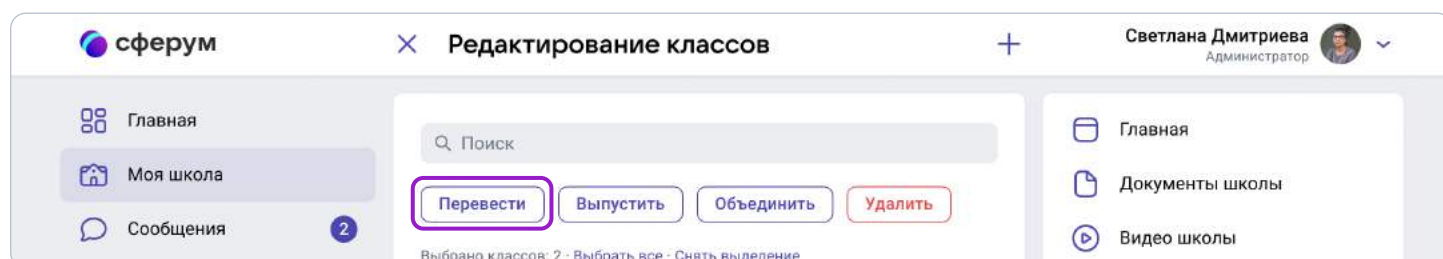 сферум
Редактирование классов
Светлана Дмитриева
Администратор
Главная
Моя школа
Сообщения
2
Поиск
Перевести
Выпустить
Объединить
Удалить
Выбрано классов: 2 · Выбрать все · Снять выделение
Главная
Документы школы
Видео школы